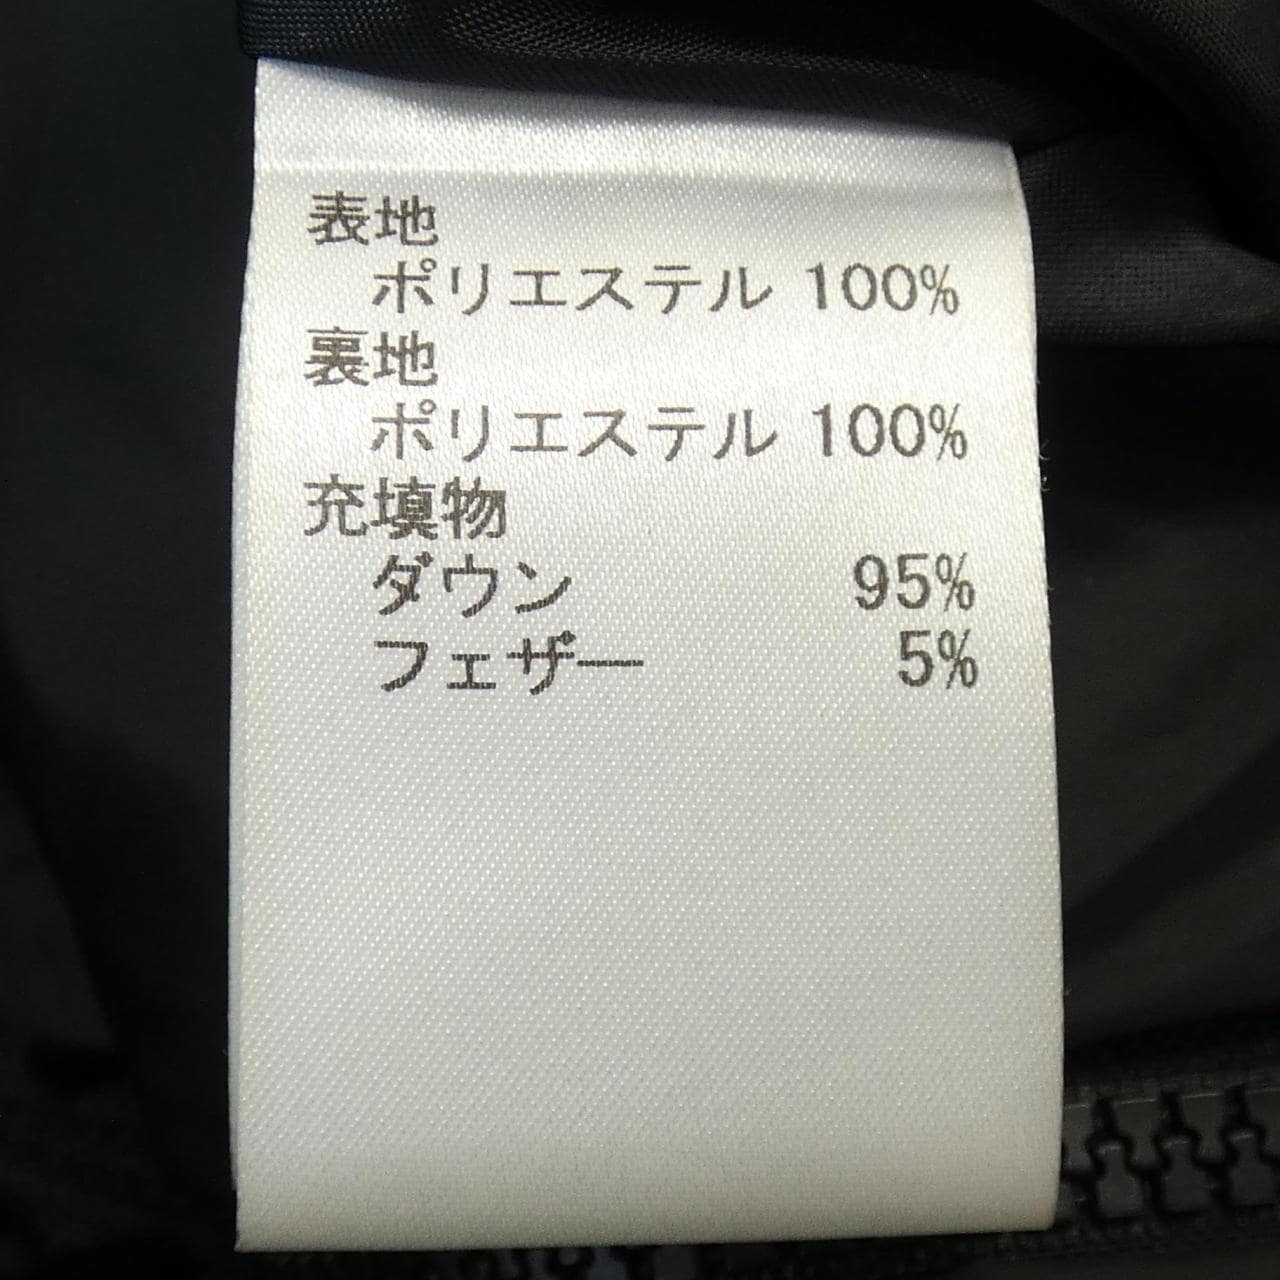 表地
ポリエステル 100%
裏地
ポリエステル 100%
充填物
ダウン 95%
フェザー 5%